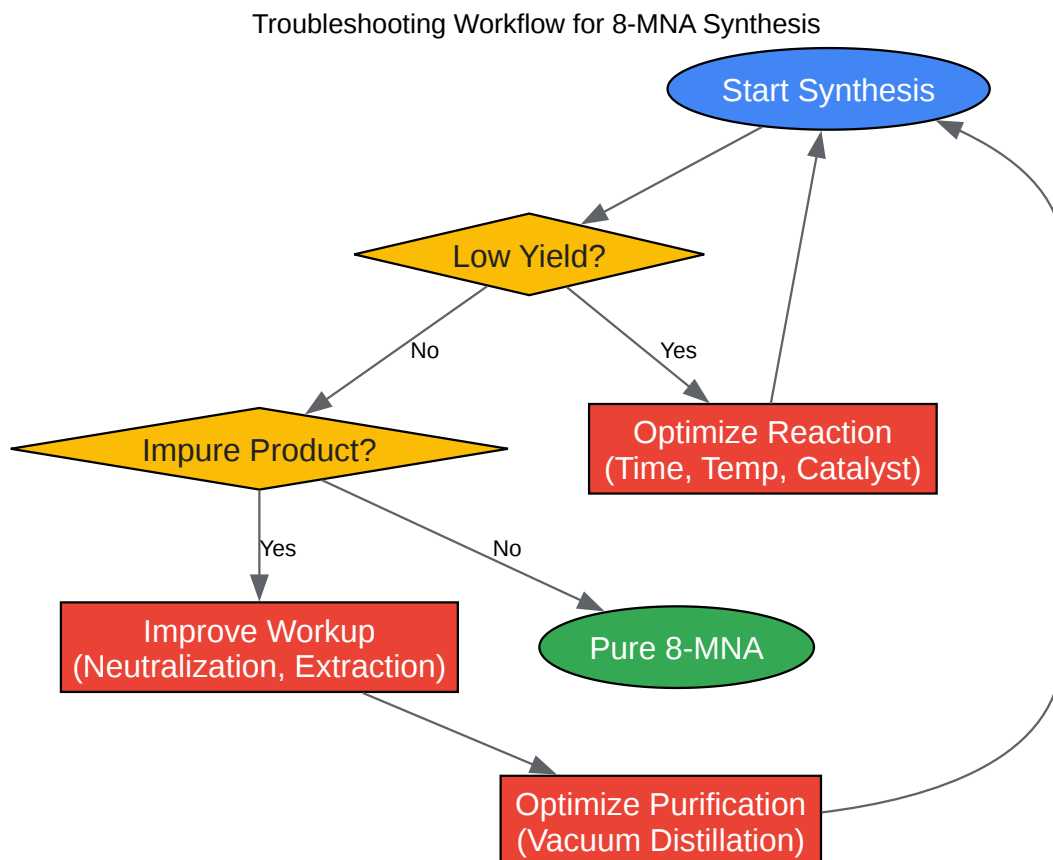 Troubleshooting Workflow for 8-MNA Synthesis
Start Synthesis
Low Yield?
No
Yes
Optimize Reaction
(Time, Temp, Catalyst)
Impure Product?
Yes
No
Improve Workup
(Neutralization, Extraction)
Pure 8-MNA
Optimize Purification
(Vacuum Distillation)